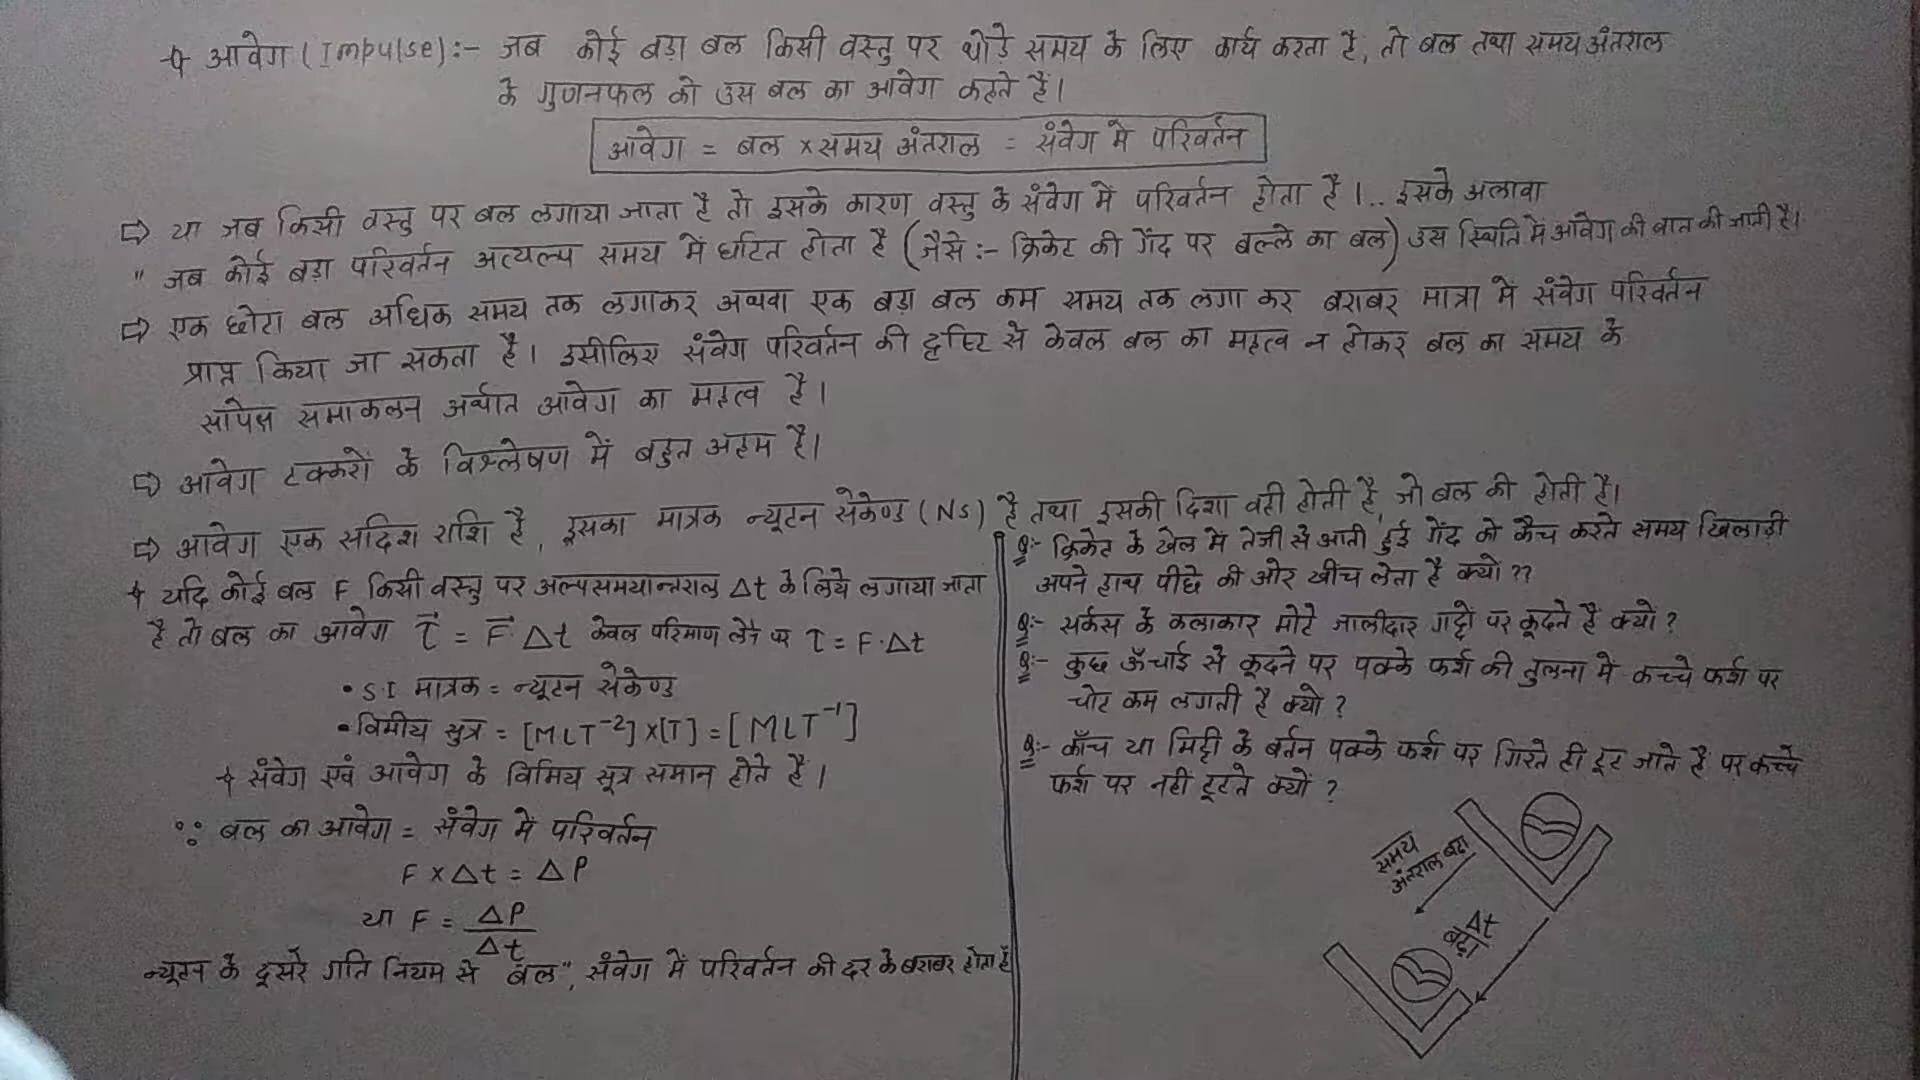 आवेग (Impulse):- जब कोई बड़ा बल किसी वस्तु पर थोड़े समय के लिए कार्य करता है, तो बल तथा समय अंतराल
के गुणनफल को उस बल का आवेग कहते हैं।
आवेग = बल × समय अंतराल = संवेग मे परिवर्तन
⇨ या जब किसी वस्तु पर बल लगाया जाता है तो इसके कारण वस्तु के संवेग में परिवर्तन होता है ।.. इसके अलावा
" जब कोई बड़ा परिवर्तन अत्यल्प समय में घटित होता है (जैसे :- क्रिकेट की गेंद पर बल्ले का बल) उस स्थिति में आवेग की बात की जाती है।
⇨ एक छोटा बल अधिक समय तक लगाकर अथवा एक बड़ा बल कम समय तक लगा कर बराबर मात्रा में संवेग परिवर्तन
प्राप्त किया जा सकता है। इसीलिए संवेग परिवर्तन की दृष्टि से केवल बल का महत्व न होकर बल का समय के
सापेक्ष समाकलन अर्थात आवेग का महत्व है।
⇨ आवेग टक्करों के विश्लेषण में बहुत अहम है।
⇨ आवेग एक सदिश राशि है, इसका मात्रक न्यूटन सेकेण्ड (Ns) है तथा इसकी दिशा वही होती है, जो बल की होती है।
यदि कोई बल F किसी वस्तु पर अल्पसमयान्तराल Δt के लिये लगाया जाता
है तो बल का आवेग I⃗ = F⃗·Δt केवल परिमाण लेने पर I = F·Δt
• SI मात्रक = न्यूटन सेकेण्ड
• विमीय सुत्र = [MLT⁻²]×[T] = [MLT⁻¹]
संवेग एवं आवेग के विमिय सूत्र समान होते हैं।
∵ बल का आवेग = संवेग में परिवर्तन
F × Δt = ΔP
या F = ΔP/Δt
न्यूटन के दूसरे गति नियम से "बल", संवेग में परिवर्तन की दर के बराबर होता है
Q:- क्रिकेट के खेल में तेजी से आती हुई गेंद को कैच करते समय खिलाड़ी
अपने हाथ पीछे की ओर खींच लेता है क्यो ??
Q:- सर्कस के कलाकार मोटे जालीदार गद्दो पर कूदते है क्यो ?
Q:- कुछ ऊँचाई से कूदने पर पक्के फर्श की तुलना मे कच्चे फर्श पर
चोट कम लगती है क्यो ?
Q:- काँच या मिट्टी के बर्तन पक्के फर्श पर गिरते ही टूट जाते है पर कच्चे
फर्श पर नही टूटते क्यों ?
समय
अंतराल बढ़ा
Δt
बढ़ा